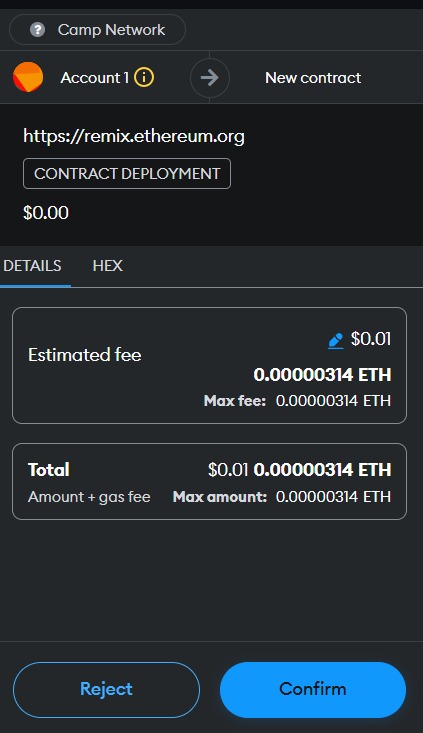 Camp Network
Account 1 New contract
https://remix.ethereum.org
CONTRACT DEPLOYMENT
$0.00
DETAILS HEX
$0.01
Estimated fee
0.00000314 ETH
Max fee: 0.00000314 ETH
Total $0.01 0.00000314 ETH
Amount + gas fee Max amount: 0.00000314 ETH
Reject Confirm